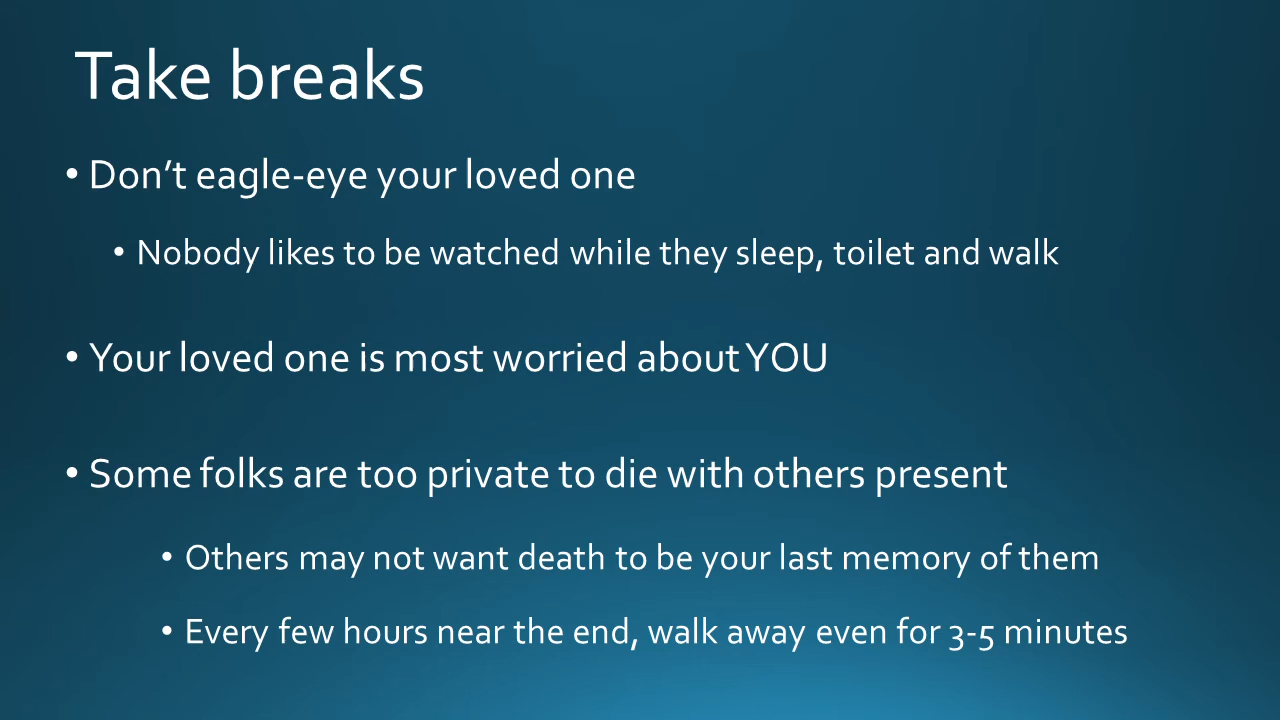 Take breaks
• Don’t eagle-eye your loved one
• Nobody likes to be watched while they sleep, toilet and walk
• Your loved one is most worried about YOU
• Some folks are too private to die with others present
• Others may not want death to be your last memory of them
• Every few hours near the end, walk away even for 3-5 minutes